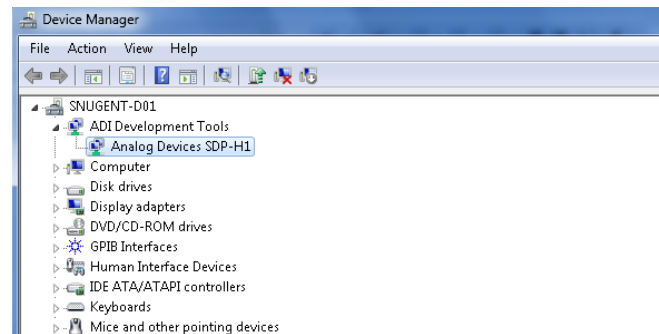 Device Manager
File Action View Help
SNUGENT-D01
ADI Development Tools
Analog Devices SDP-H1
Computer
Disk drives
Display adapters
DVD/CD-ROM drives
GPIB Interfaces
Human Interface Devices
IDE ATA/ATAPI controllers
Keyboards
Mice and other pointing devices